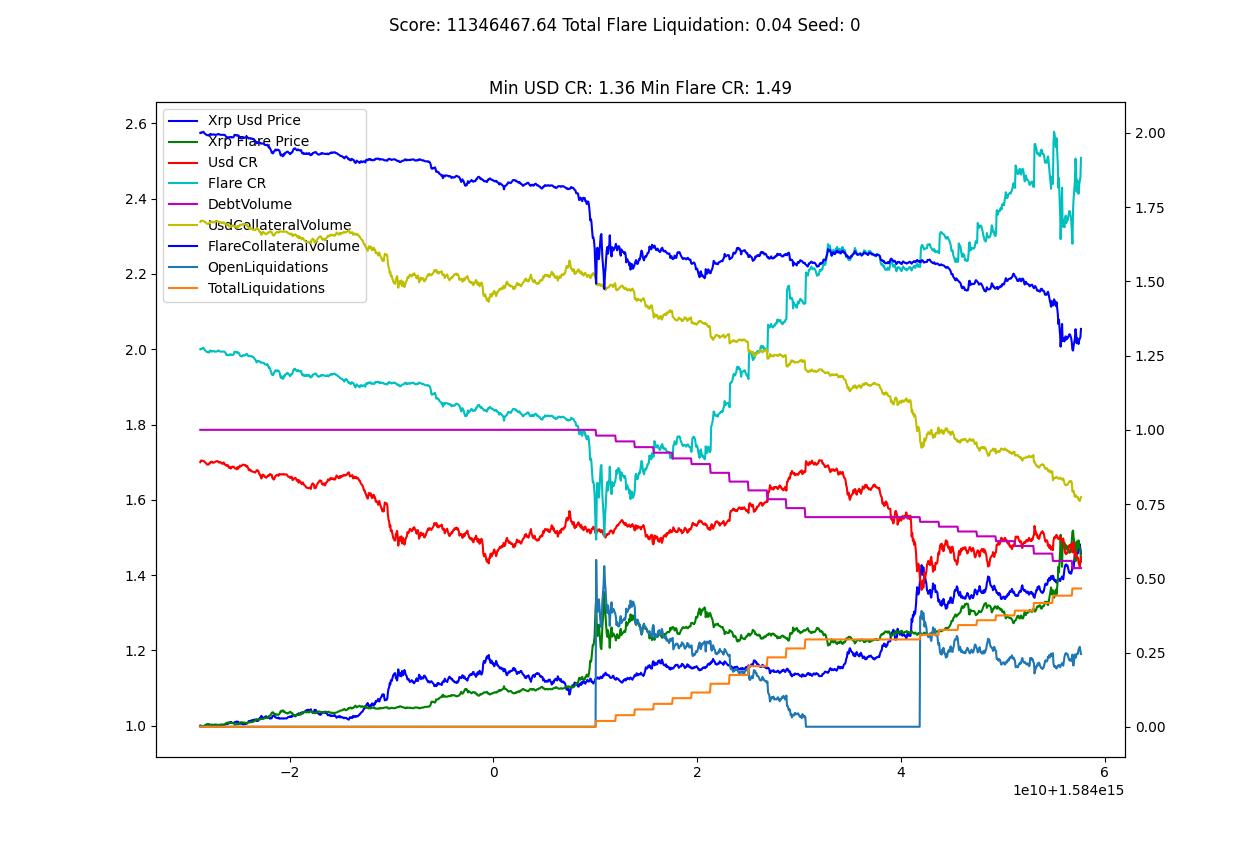 Score: 11346467.64 Total Flare Liquidation: 0.04 Seed: 0
Min USD CR: 1.36 Min Flare CR: 1.49
Xrp Usd Price
Xrp Flare Price
Usd CR
Flare CR
DebtVolume
UsdCollateralVolume
FlareCollateralVolume
OpenLiquidations
TotalLiquidations
2.6
2.4
2.2
2.0
1.8
1.6
1.4
1.2
1.0
2.00
1.75
1.50
1.25
1.00
0.75
0.50
0.25
0.00
−2 0 2 4 6
1e10+1.584e15